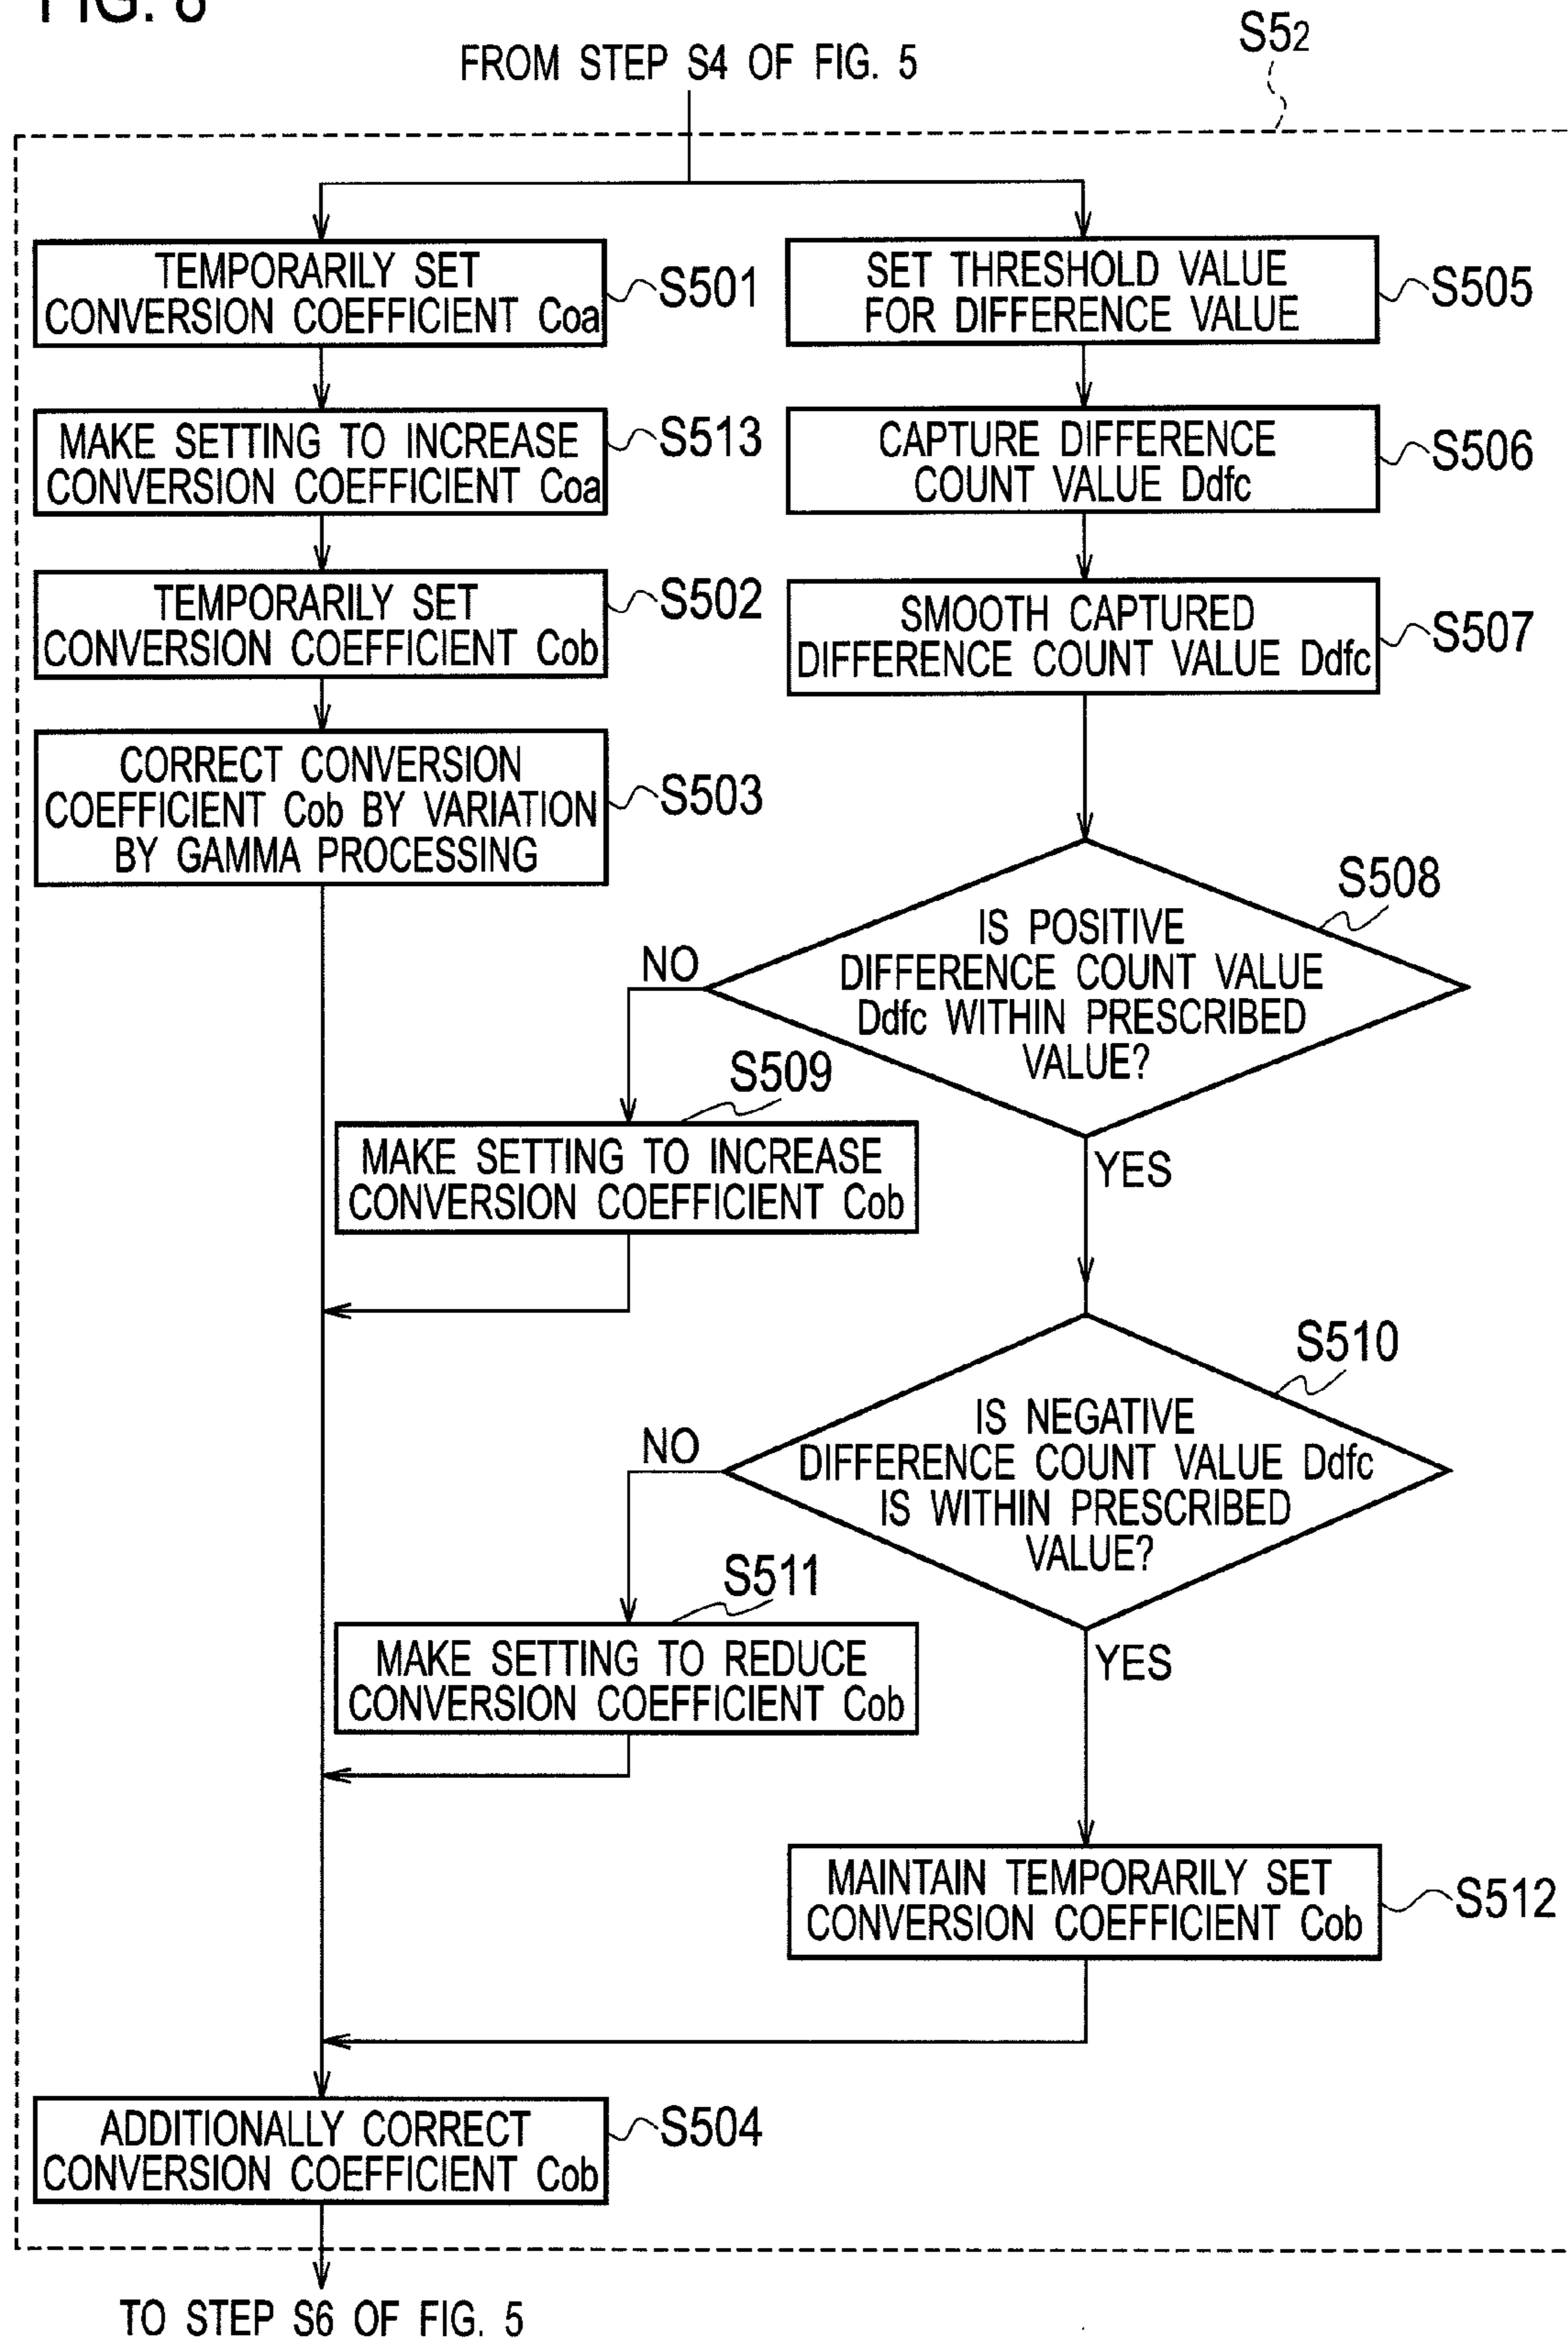 FIG. 8
FROM STEP S4 OF FIG. 5
S52
TEMPORARILY SET
CONVERSION COEFFICIENT Coa
S501
MAKE SETTING TO INCREASE
CONVERSION COEFFICIENT Coa
S513
TEMPORARILY SET
CONVERSION COEFFICIENT Cob
S502
CORRECT CONVERSION
COEFFICIENT Cob BY VARIATION
BY GAMMA PROCESSING
S503
SET THRESHOLD VALUE
FOR DIFFERENCE VALUE
S505
CAPTURE DIFFERENCE
COUNT VALUE Ddfc
S506
SMOOTH CAPTURED
DIFFERENCE COUNT VALUE Ddfc
S507
IS POSITIVE
DIFFERENCE COUNT VALUE
Ddfc WITHIN PRESCRIBED
VALUE?
S508
NO
YES
S509
MAKE SETTING TO INCREASE
CONVERSION COEFFICIENT Cob
IS NEGATIVE
DIFFERENCE COUNT VALUE Ddfc
IS WITHIN PRESCRIBED
VALUE?
S510
NO
YES
S511
MAKE SETTING TO REDUCE
CONVERSION COEFFICIENT Cob
MAINTAIN TEMPORARILY SET
CONVERSION COEFFICIENT Cob
S512
ADDITIONALLY CORRECT
CONVERSION COEFFICIENT Cob
S504
TO STEP S6 OF FIG. 5